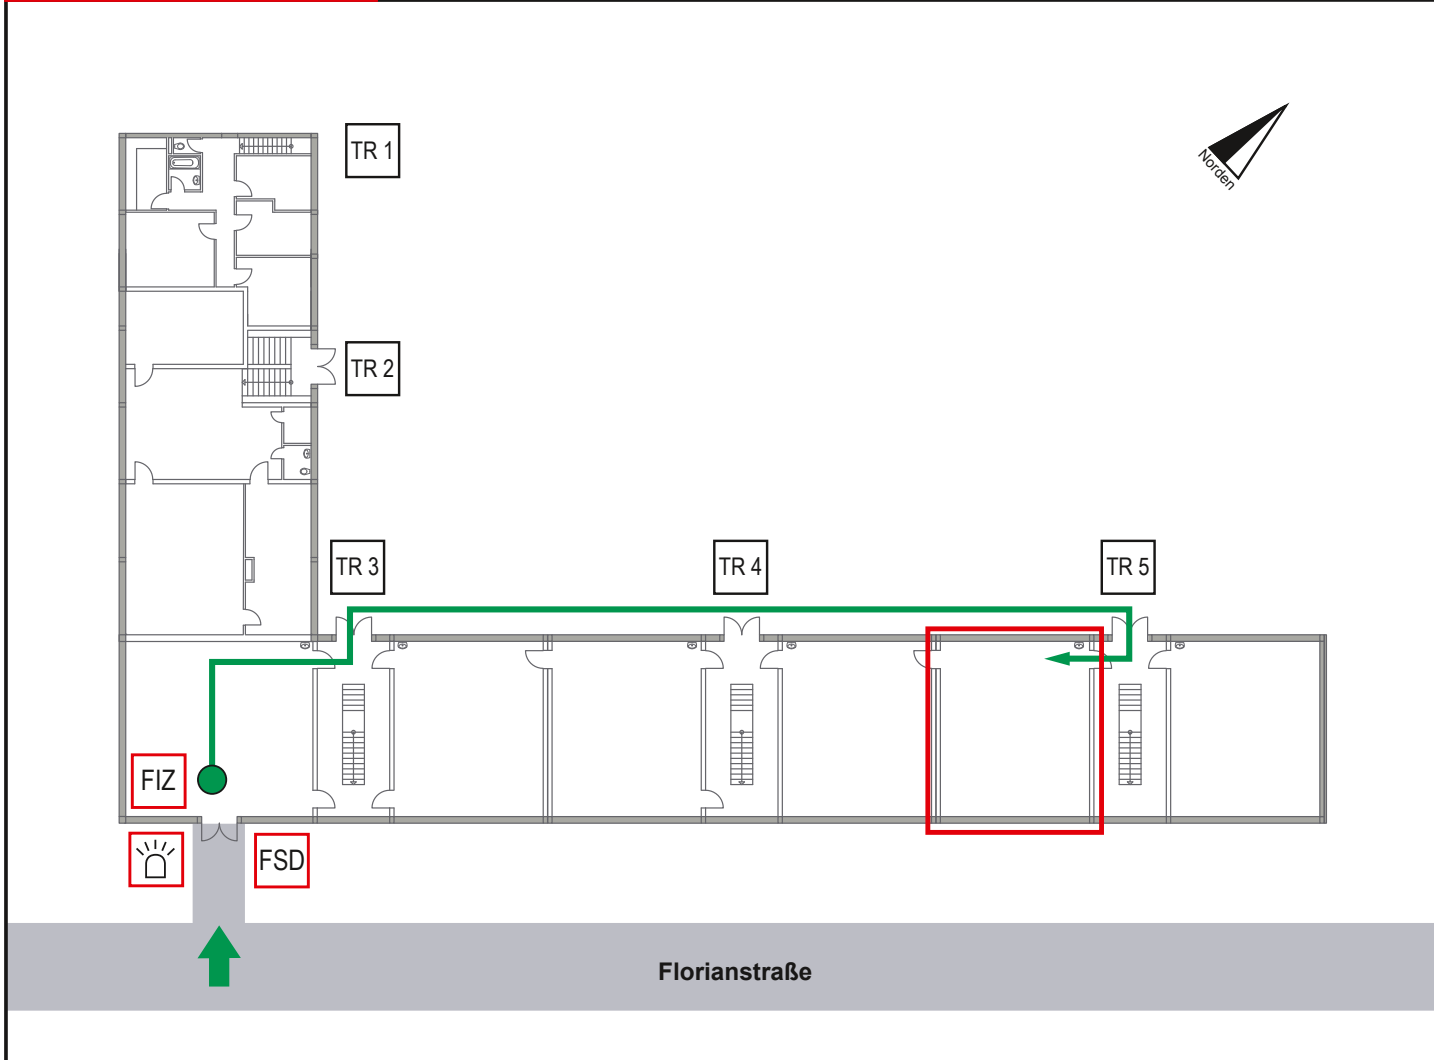 TR 1
Norden
TR 2
TR 3
TR 4
TR 5
FIZ
FSD
Florianstraße